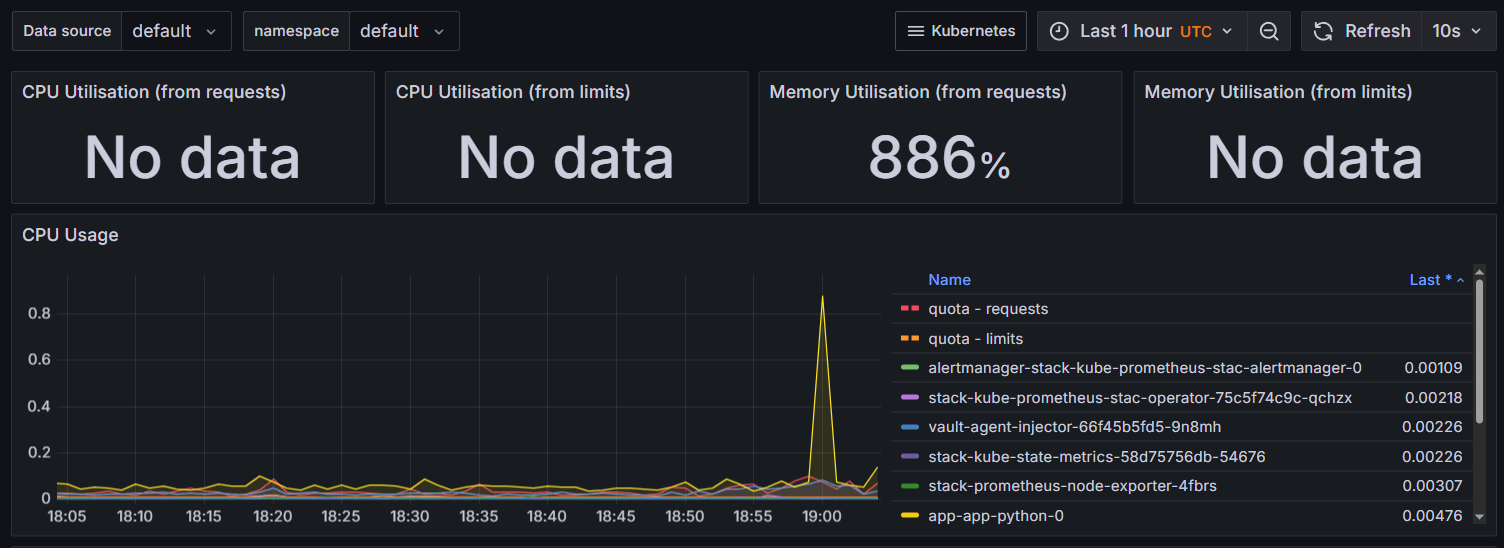 Data source default namespace default Kubernetes Last 1 hour UTC Refresh 10s
CPU Utilisation (from requests)
No data
CPU Utilisation (from limits)
No data
Memory Utilisation (from requests)
886%
Memory Utilisation (from limits)
No data
CPU Usage
0.8
0.6
0.4
0.2
0
18:05 18:10 18:15 18:20 18:25 18:30 18:35 18:40 18:45 18:50 18:55 19:00
Name Last *
quota - requests
quota - limits
alertmanager-stack-kube-prometheus-stac-alertmanager-0 0.00109
stack-kube-prometheus-stac-operator-75c5f74c9c-qchzx 0.00218
vault-agent-injector-66f45b5fd5-9n8mh 0.00226
stack-kube-state-metrics-58d75756db-54676 0.00226
stack-prometheus-node-exporter-4fbrs 0.00307
app-app-python-0 0.00476